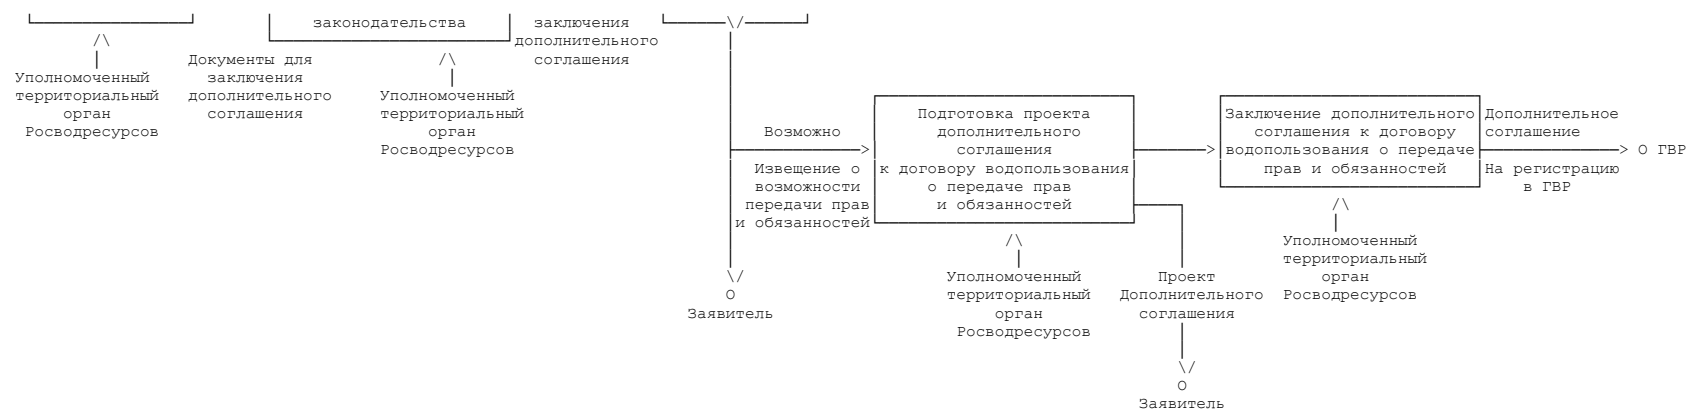 законодательства
заключения
дополнительного
соглашения
Уполномоченный
территориальный
орган
Росводресурсов
Документы для
заключения
дополнительного
соглашения
Уполномоченный
территориальный
орган
Росводресурсов
Возможно
Извещение о
возможности
передачи прав
и обязанностей
О
Заявитель
Подготовка проекта
дополнительного
соглашения
к договору водопользования
о передаче прав
и обязанностей
Уполномоченный
территориальный
орган
Росводресурсов
Проект
Дополнительного
соглашения
О
Заявитель
Заключение дополнительного
соглашения к договору
водопользования о передаче
прав и обязанностей
Уполномоченный
территориальный
орган
Росводресурсов
Дополнительное
соглашение
О ГВР
На регистрацию
в ГВР